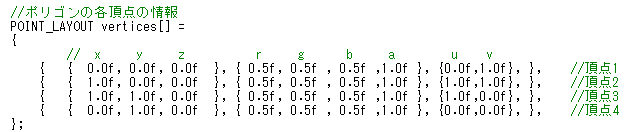 //ポリゴンの各頂点の情報
POINT_LAYOUT vertices[] =
{
// x y z r g b a u v
{ { 0.0f, 0.0f, 0.0f }, { 0.5f, 0.5f , 0.5f ,1.0f }, {0.0f,1.0f}, }, //頂点1
{ { 1.0f, 0.0f, 0.0f }, { 0.5f, 0.5f , 0.5f ,1.0f }, {1.0f,1.0f}, }, //頂点2
{ { 1.0f, 1.0f, 0.0f }, { 0.5f, 0.5f , 0.5f ,1.0f }, {1.0f,0.0f}, }, //頂点3
{ { 0.0f, 1.0f, 0.0f }, { 0.5f, 0.5f , 0.5f ,1.0f }, {0.0f,0.0f}, }, //頂点4
};